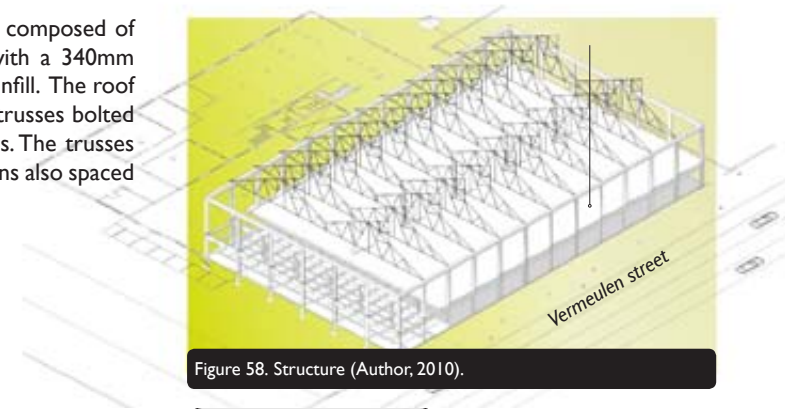 composed of
with a 340mm
nfill. The roof
trusses bolted
s. The trusses
ns also spaced
Vermeulen street
Figure 58. Structure (Author, 2010).